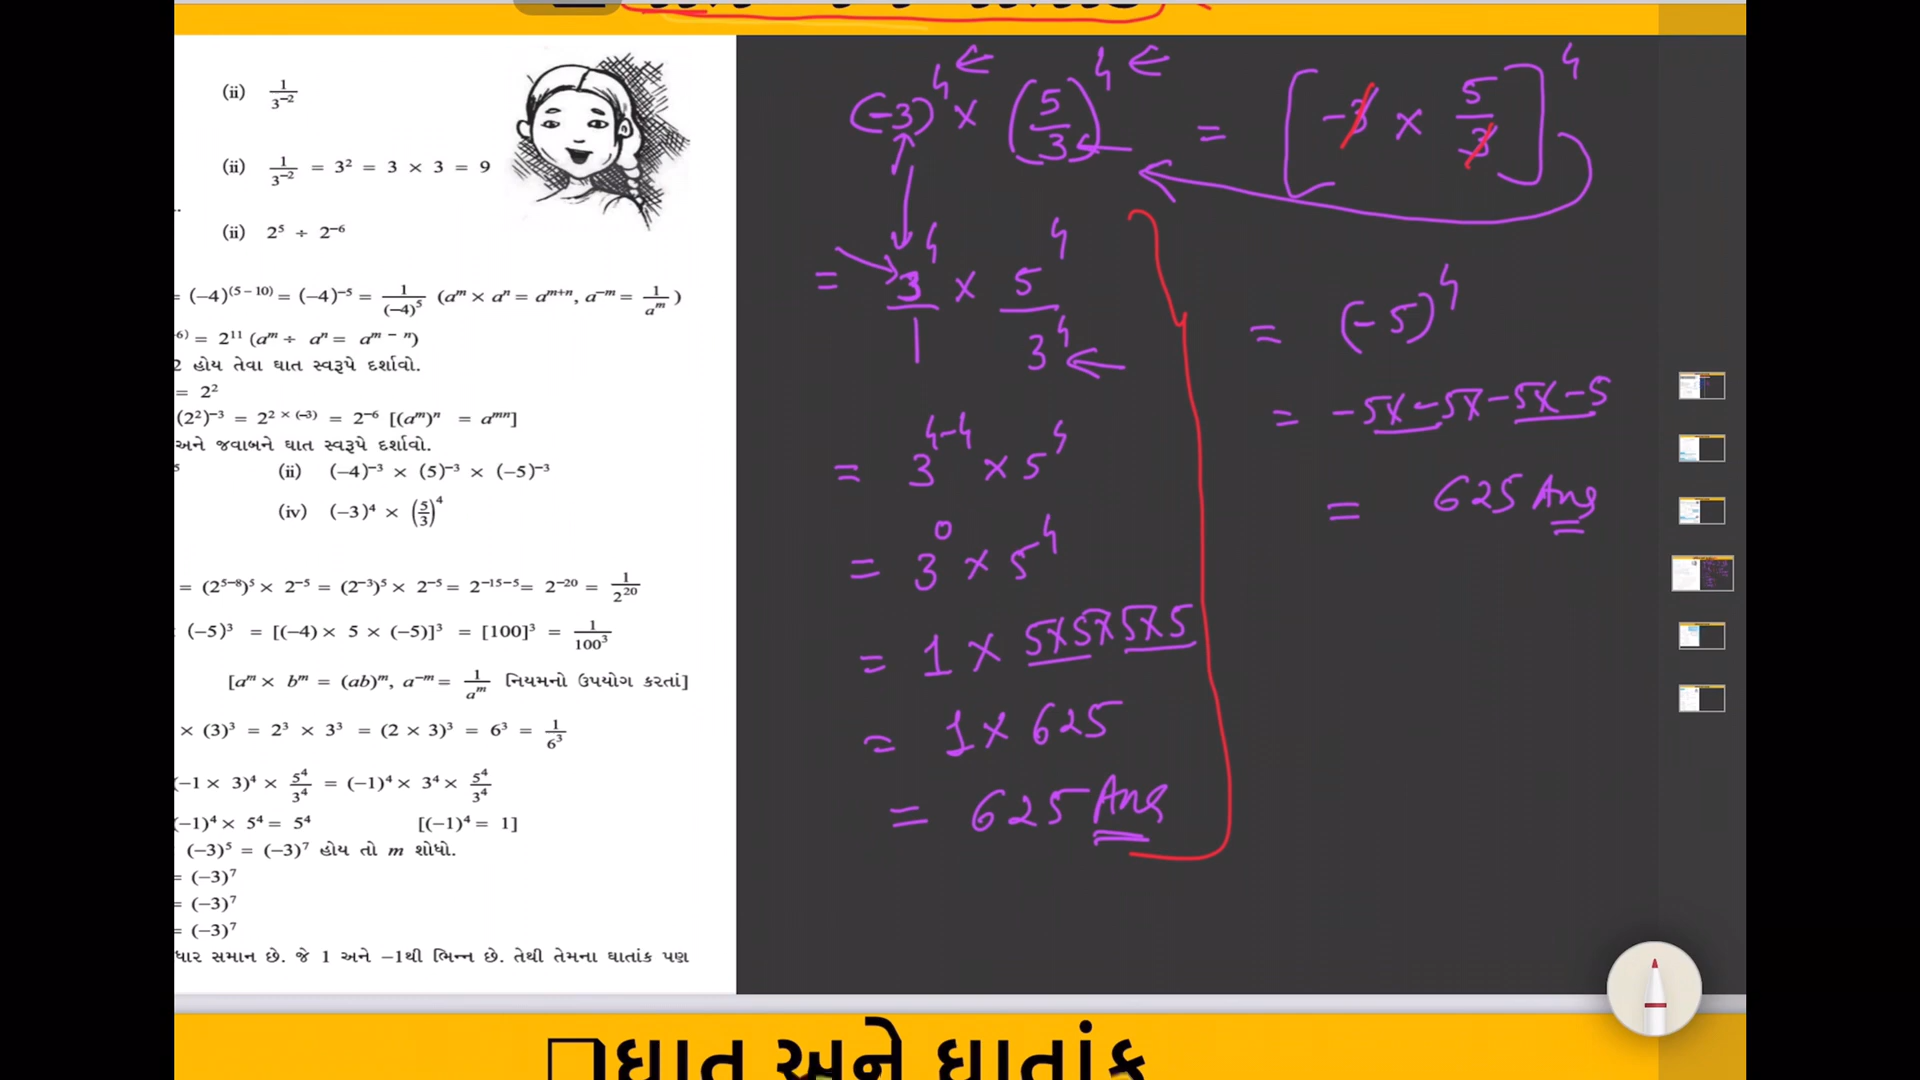 (ii) 1/3⁻²
(ii) 1/3⁻² = 3² = 3 × 3 = 9
(ii) 2⁵ ÷ 2⁻⁶
= (−4)⁽⁵⁻¹⁰⁾ = (−4)⁻⁵ = 1/(−4)⁵ (aᵐ × aⁿ = aᵐ⁺ⁿ, a⁻ᵐ = 1/aᵐ)
⁶⁾ = 2¹¹ (aᵐ ÷ aⁿ = aᵐ⁻ⁿ)
2 હોય તેવા ઘાત સ્વરૂપે દર્શાવો.
= 2²
(2²)⁻³ = 2² × (−3) = 2⁻⁶ [(aᵐ)ⁿ = aᵐⁿ]
અને જવાબને ઘાત સ્વરૂપે દર્શાવો.
⁵ (ii) (−4)⁻³ × (5)⁻³ × (−5)⁻³
(iv) (−3)⁴ × (5/3)⁴
= (2⁵⁻⁸)⁵ × 2⁻⁵ = (2⁻³)⁵ × 2⁻⁵ = 2⁻¹⁵⁻⁵ = 2⁻²⁰ = 1/2²⁰
(−5)³ = [(−4) × 5 × (−5)]³ = [100]³ = 1/100³
[aᵐ × bᵐ = (ab)ᵐ, a⁻ᵐ = 1/aᵐ નિયમનો ઉપયોગ કરતાં]
× (3)³ = 2³ × 3³ = (2 × 3)³ = 6³ = 1/6³
(−1 × 3)⁴ × 5⁴/3⁴ = (−1)⁴ × 3⁴ × 5⁴/3⁴
(−1)⁴ × 5⁴ = 5⁴ [(−1)⁴ = 1]
(−3)⁵ = (−3)⁷ હોય તો m શોધો.
= (−3)⁷
= (−3)⁷
= (−3)⁷
ધાર સમાન છે. જે 1 અને −1થી ભિન્ન છે. તેથી તેમના ઘાતાંક પણ
(−3)⁴ × (5/3)⁴ = [−3 × 5/3]⁴
= 3⁴/1 × 5⁴/3⁴
= 3⁴⁻⁴ × 5⁴
= 3⁰ × 5⁴
= 1 × 5×5×5×5
= 1 × 625
= 625 Ans
= (−5)⁴
= −5×−5×−5×−5
= 625 Ans
❑ઘાત અને ઘાતાંક